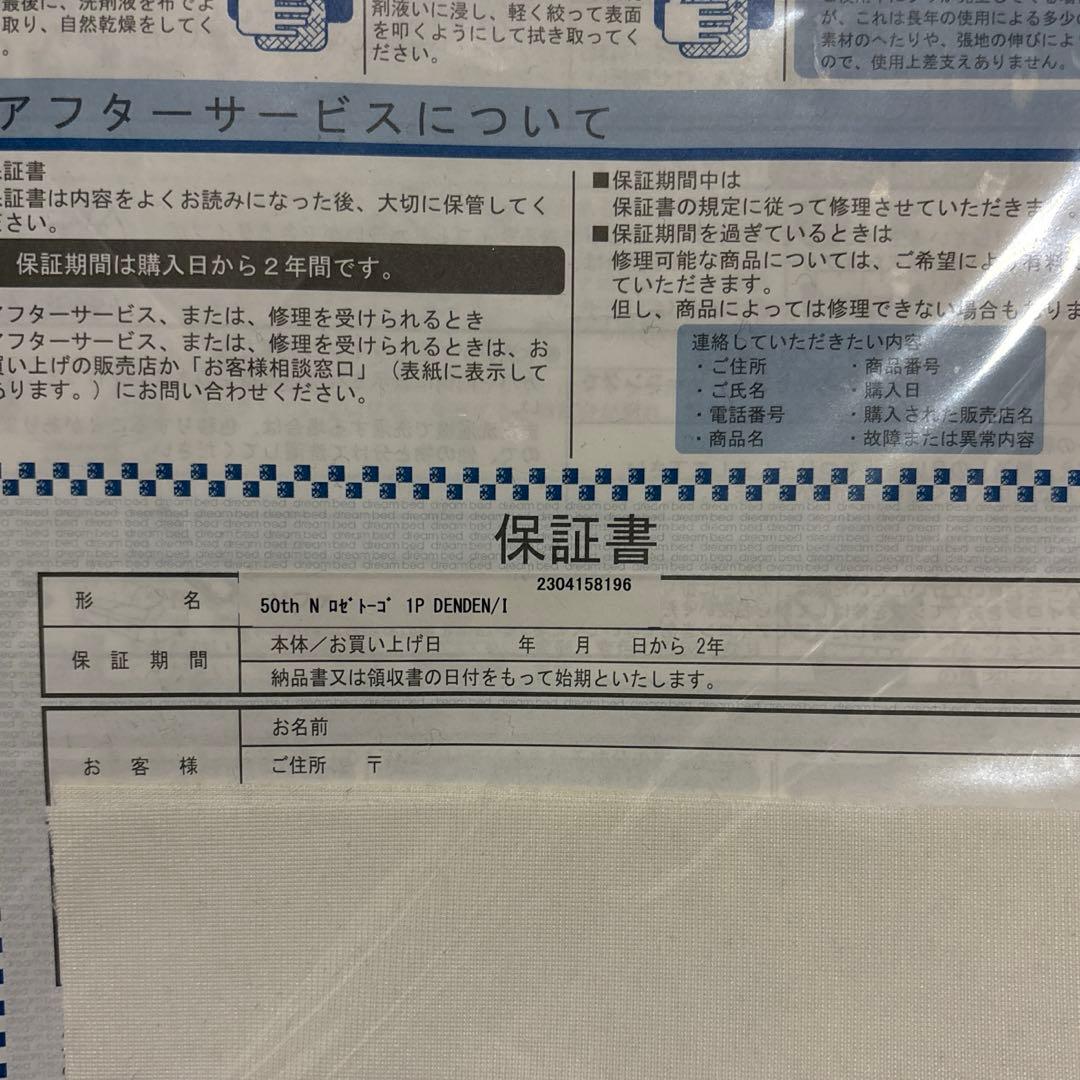 最後に、洗剤液を布でよ
取り、自然乾燥をしてく
。
剤液いに浸し、軽く絞って表面
を叩くようにして拭き取ってく
ださい。
が、これは長年の使用による多少の
素材のへたりや、張地の伸びによ
ので、使用上差支えありません。
アフターサービスについて
証書
証書は内容をよくお読みになった後、大切に保管してく
ださい。
保証期間は購入日から2年間です。
アフターサービス、または、修理を受けられるとき
アフターサービス、または、修理を受けられるときは、お
買い上げの販売店か「お客様相談窓口」（表紙に表示して
あります。）にお問い合わせください。
■保証期間中は
保証書の規定に従って修理させていただきます。
■保証期間を過ぎているときは
修理可能な商品については、ご希望により有料
ていただきます。
但し、商品によっては修理できない場合もありま
連絡していただきたい内容
・ご住所
・ご氏名
・電話番号
・商品名
・商品番号
・購入日
・購入された販売店名
・故障または異常内容
保証書
形名
2304158196
50th N ﾛｾﾞﾄｰｺﾞ 1P DENDEN/I
保証期間
本体／お買い上げ日 年 月 日から 2年
納品書又は領収書の日付をもって始期といたします。
お客様
お名前
ご住所 〒